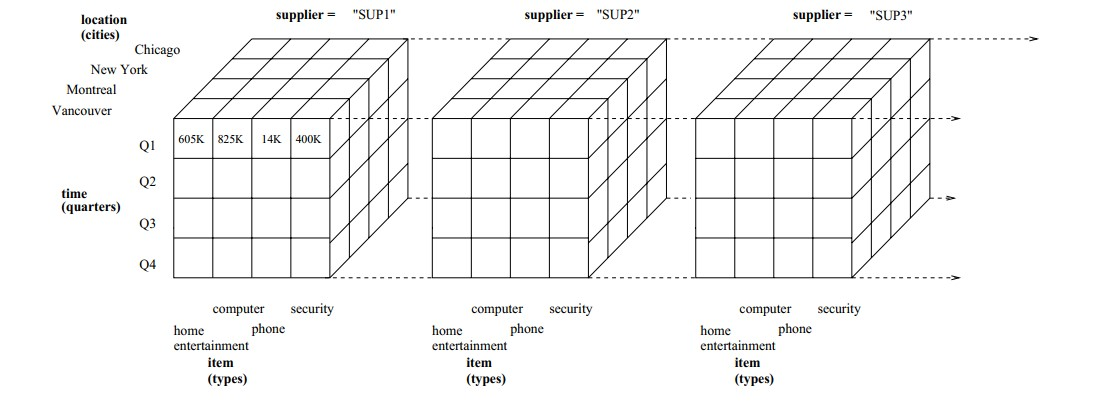 supplier = "SUP1" supplier = "SUP2" supplier = "SUP3"
location
(cities)
Chicago
New York
Montreal
Vancouver
605K 825K 14K 400K
Q1
Q2
time
(quarters)
Q3
Q4
computer security computer security computer security
home phone home phone home phone
entertainment entertainment entertainment
item item item
(types) (types) (types)